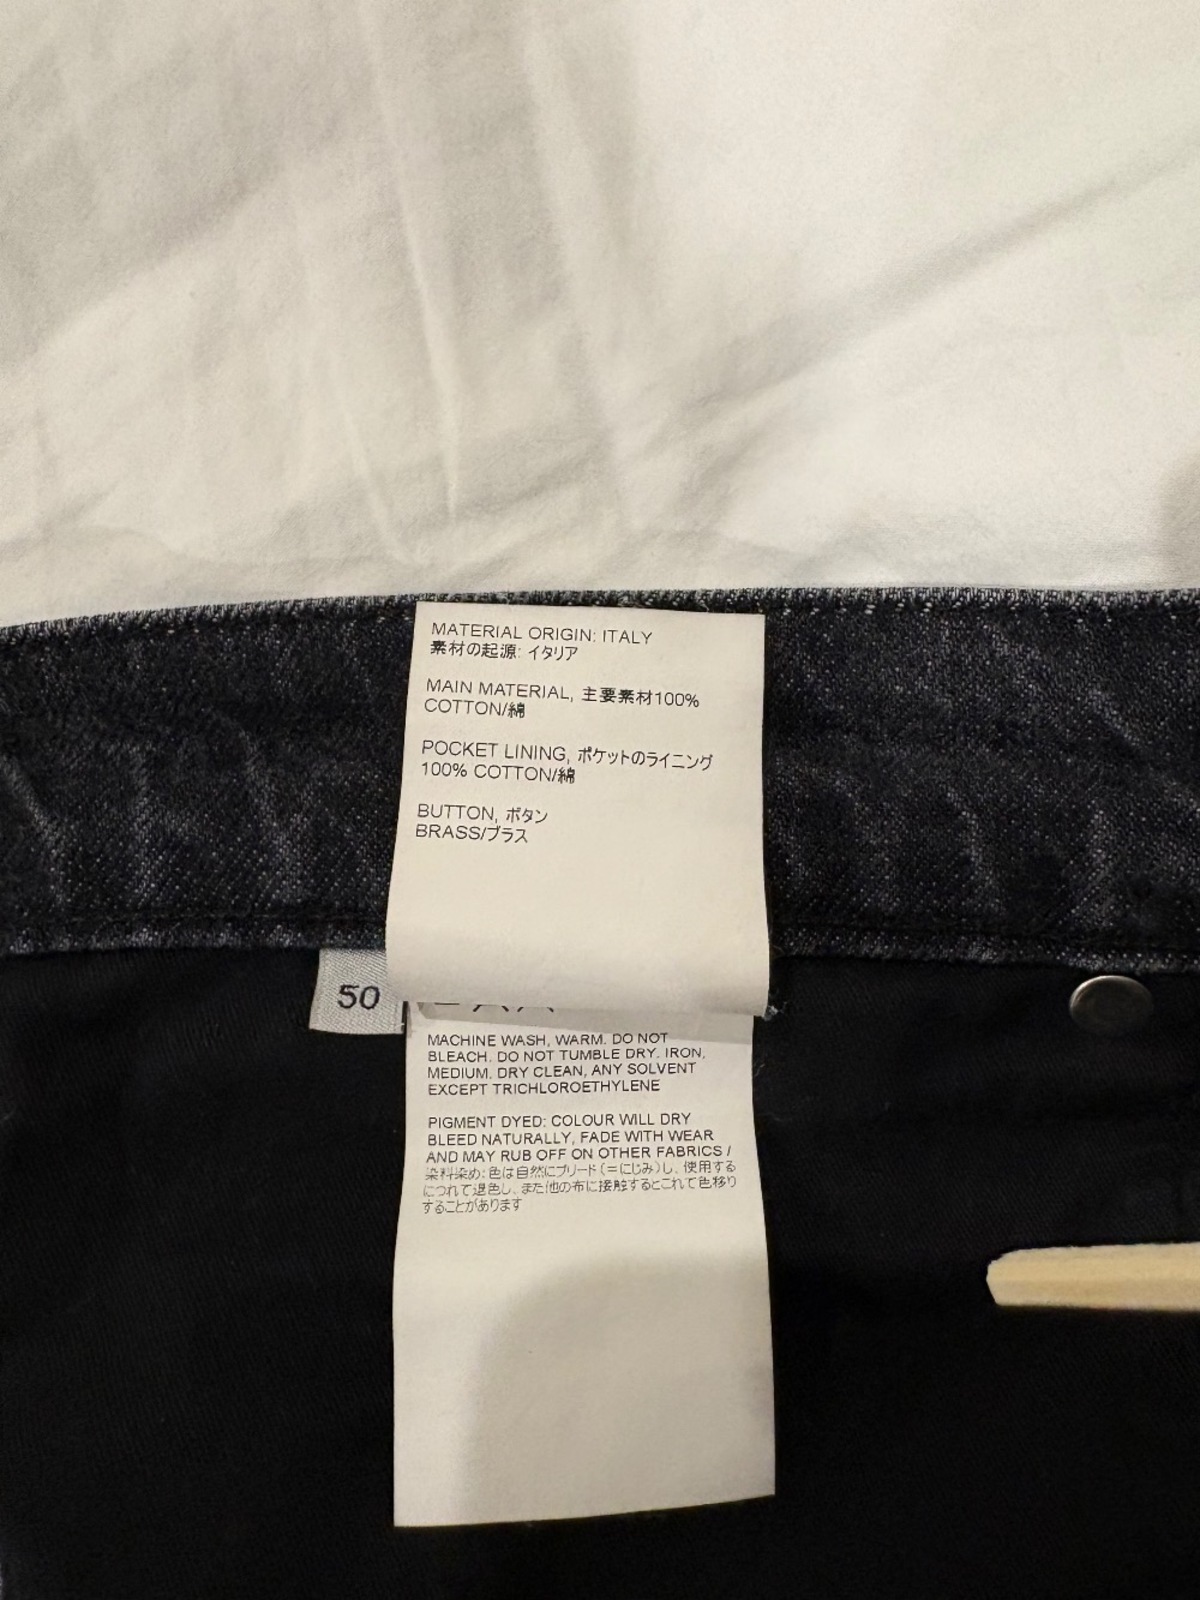 MATERIAL ORIGIN: ITALY
素材の起源: イタリア
MAIN MATERIAL, 主要素材100%
COTTON/綿
POCKET LINING, ポケットのライニング
100% COTTON/綿
BUTTON, ボタン
BRASS/ブラス
50
MACHINE WASH, WARM. DO NOT
BLEACH. DO NOT TUMBLE DRY. IRON,
MEDIUM. DRY CLEAN, ANY SOLVENT
EXCEPT TRICHLOROETHYLENE
PIGMENT DYED: COLOUR WILL DRY
BLEED NATURALLY, FADE WITH WEAR
AND MAY RUB OFF ON OTHER FABRICS /
染料染め: 色は自然にブリード(=にじみ)し、使用する
につれて退色し、また他の布に接触するとこれて色移り
することがあります